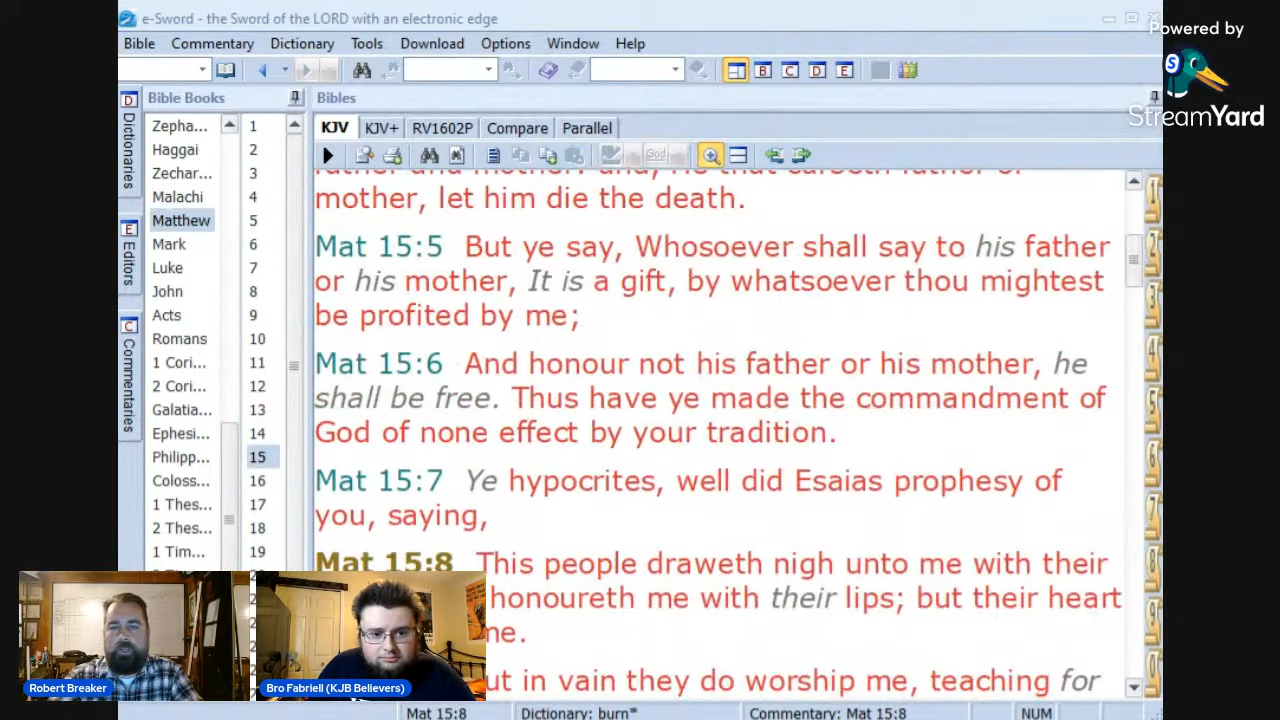 e-Sword - the Sword of the LORD with an electronic edge
Powered by
StreamYard
Bible Commentary Dictionary Tools Download Options Window Help
B C D E
Bible Books
Bibles
D Dictionaries
E Editors
C Commentaries
Zepha...
Haggai
Zechar...
Malachi
Matthew
Mark
Luke
John
Acts
Romans
1 Cori...
2 Cori...
Galatia...
Ephesi...
Philipp...
Coloss...
1 Thes...
2 Thes...
1 Tim...
1
2
3
4
5
6
7
8
9
10
11
12
13
14
15
16
17
18
19
KJV KJV+ RV1602P Compare Parallel
God
mother, let him die the death.
Mat 15:5 But ye say, Whosoever shall say to his father
or his mother, It is a gift, by whatsoever thou mightest
be profited by me;
Mat 15:6 And honour not his father or his mother, he
shall be free. Thus have ye made the commandment of
God of none effect by your tradition.
Mat 15:7 Ye hypocrites, well did Esaias prophesy of
you, saying,
Mat 15:8 This people draweth nigh unto me with their
honoureth me with their lips; but their heart
me.
ut in vain they do worship me, teaching for
Robert Breaker
Bro Fabriell (KJB Believers)
Mat 15:8 Dictionary: burn* Commentary: Mat 15:8 NUM